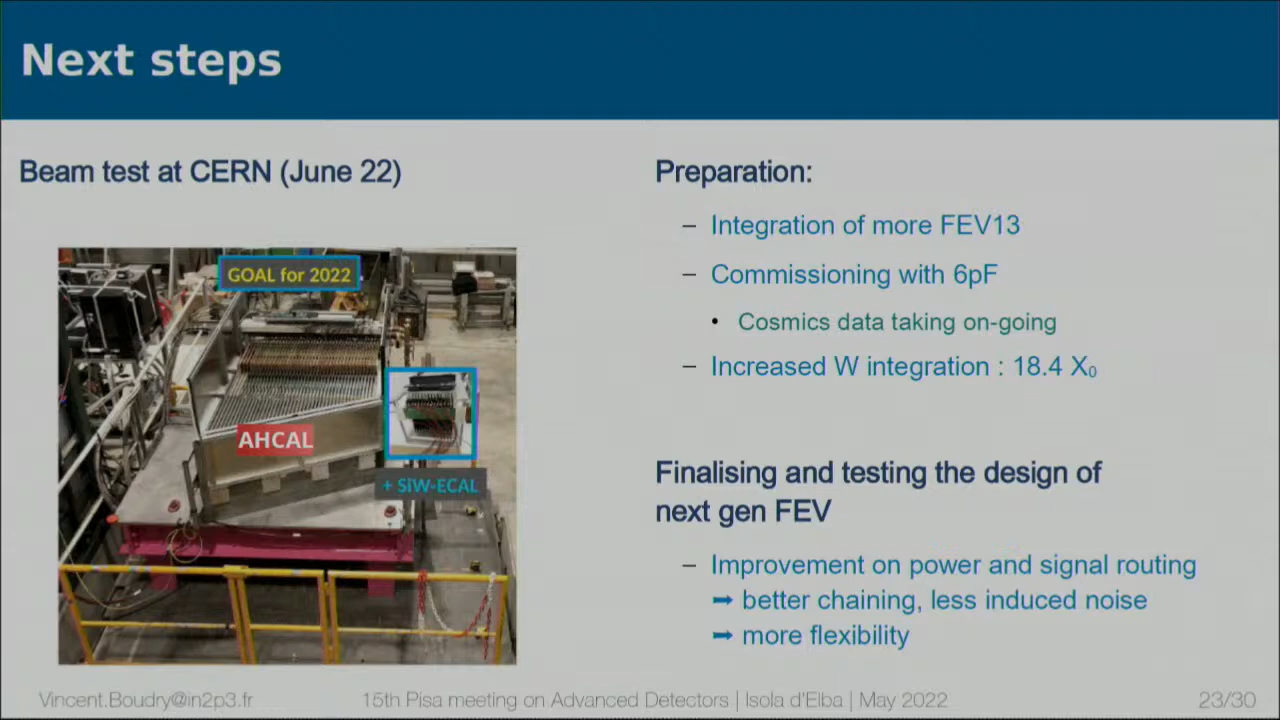 Next steps
Beam test at CERN (June 22)
GOAL for 2022
AHCAL
+ SiW-ECAL
Preparation:
– Integration of more FEV13
– Commissioning with 6pF
• Cosmics data taking on-going
– Increased W integration : 18.4 X₀
Finalising and testing the design of
next gen FEV
– Improvement on power and signal routing
➡ better chaining, less induced noise
➡ more flexibility
Vincent.Boudry@in2p3.fr
15th Pisa meeting on Advanced Detectors | Isola d'Elba | May 2022
23/30